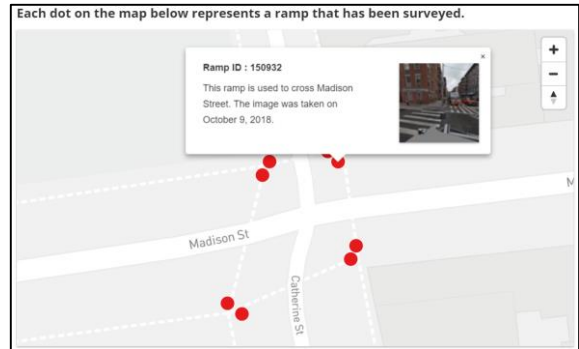 Each dot on the map below represents a ramp that has been surveyed.
×
Ramp ID : 150932
This ramp is used to cross Madison
Street. The image was taken on
October 9, 2018.
+
−
M
Madison St
Catherine St